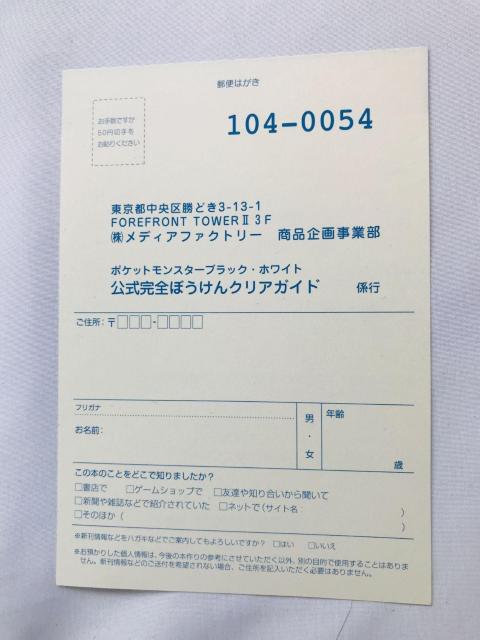 郵便はがき
お手数ですが
50円切手を
お貼りください
104-0054
東京都中央区勝どき3-13-1
FOREFRONT TOWERⅡ 3F
㈱メディアファクトリー 商品企画事業部
ポケットモンスターブラック・ホワイト
公式完全ぼうけんクリアガイド 係行
ご住所：〒□□□-□□□□
フリガナ
お名前：
男・女
年齢
歳
この本のことをどこで知りましたか？
□書店で □ゲームショップで □友達や知り合いから聞いて
□新聞や雑誌などで紹介されていた □ネットで（サイト名： ）
□そのほか（ ）
※新刊情報などをハガキなどでご案内してもよろしいですか？ □はい □いいえ
※お預かりした個人情報は、今後の本作りの参考にさせていただく以外、別の目的で使用することはありま
せん。新刊情報などのご送付を希望されない場合、ご住所を記入いただく必要はありません。